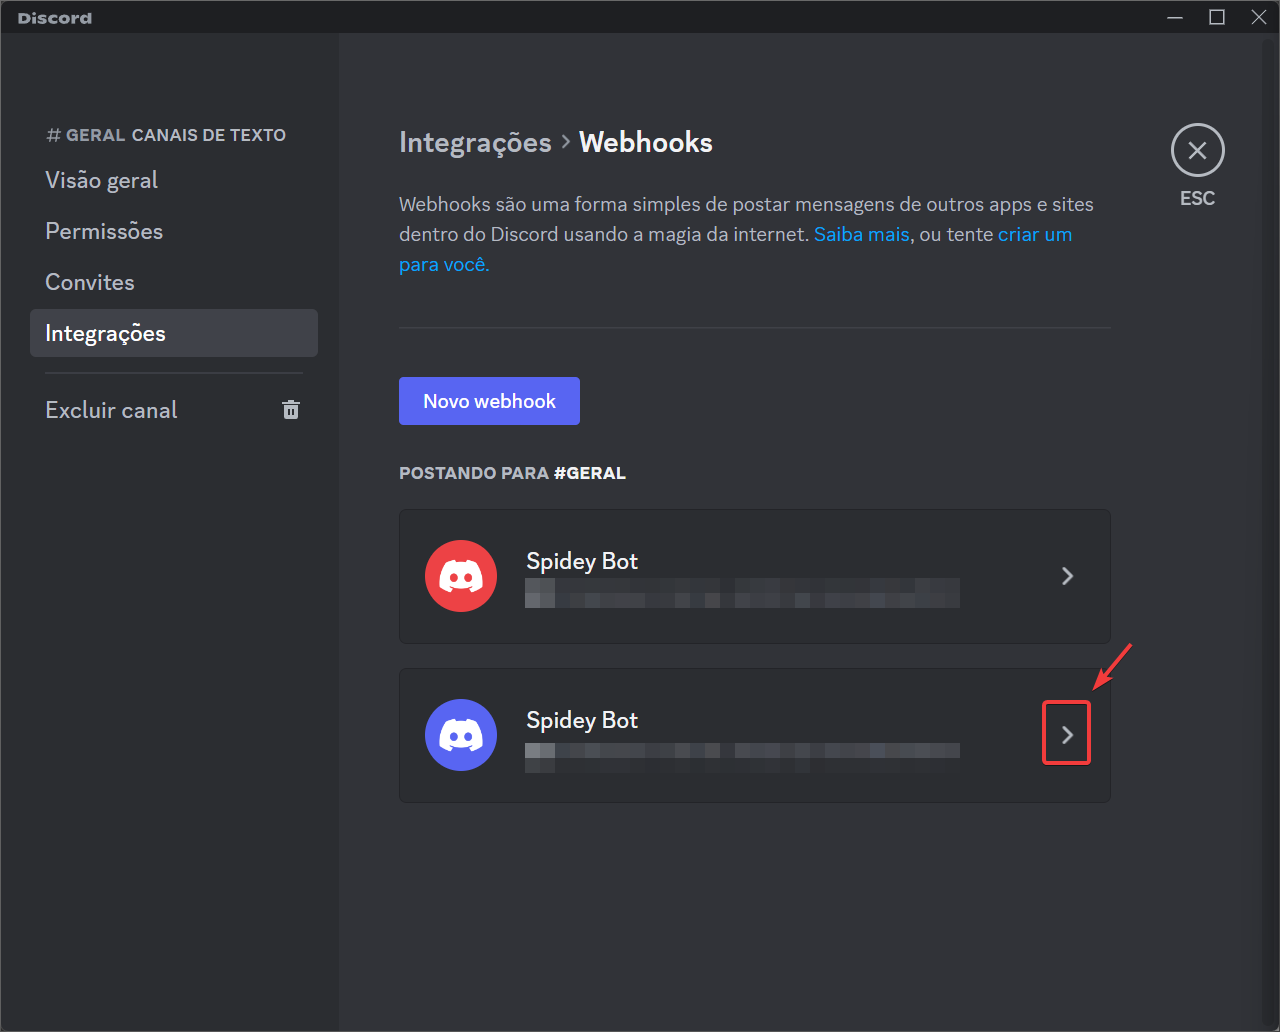 Discord
# GERAL CANAIS DE TEXTO
Visão geral
Permissões
Convites
Integrações
Excluir canal
Integrações > Webhooks
ESC
Webhooks são uma forma simples de postar mensagens de outros apps e sites
dentro do Discord usando a magia da internet. Saiba mais, ou tente criar um
para você.
Novo webhook
POSTANDO PARA #GERAL
Spidey Bot
Spidey Bot